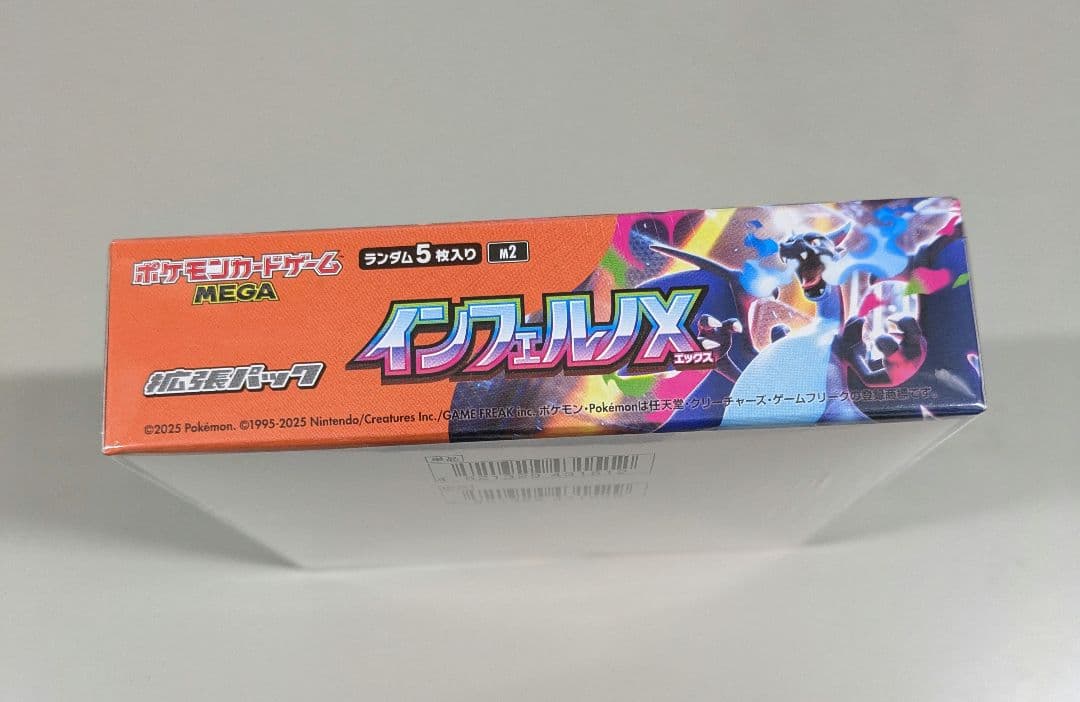 ポケモンカードゲーム
MEGA
ランダム5枚入り M2
インフェルノX
エックス
拡張パック
©2025 Pokémon. ©1995-2025 Nintendo/Creatures Inc./GAME FREAK inc. ポケモン・Pokémonは任天堂・クリーチャーズ・ゲームフリークの登録商標です。